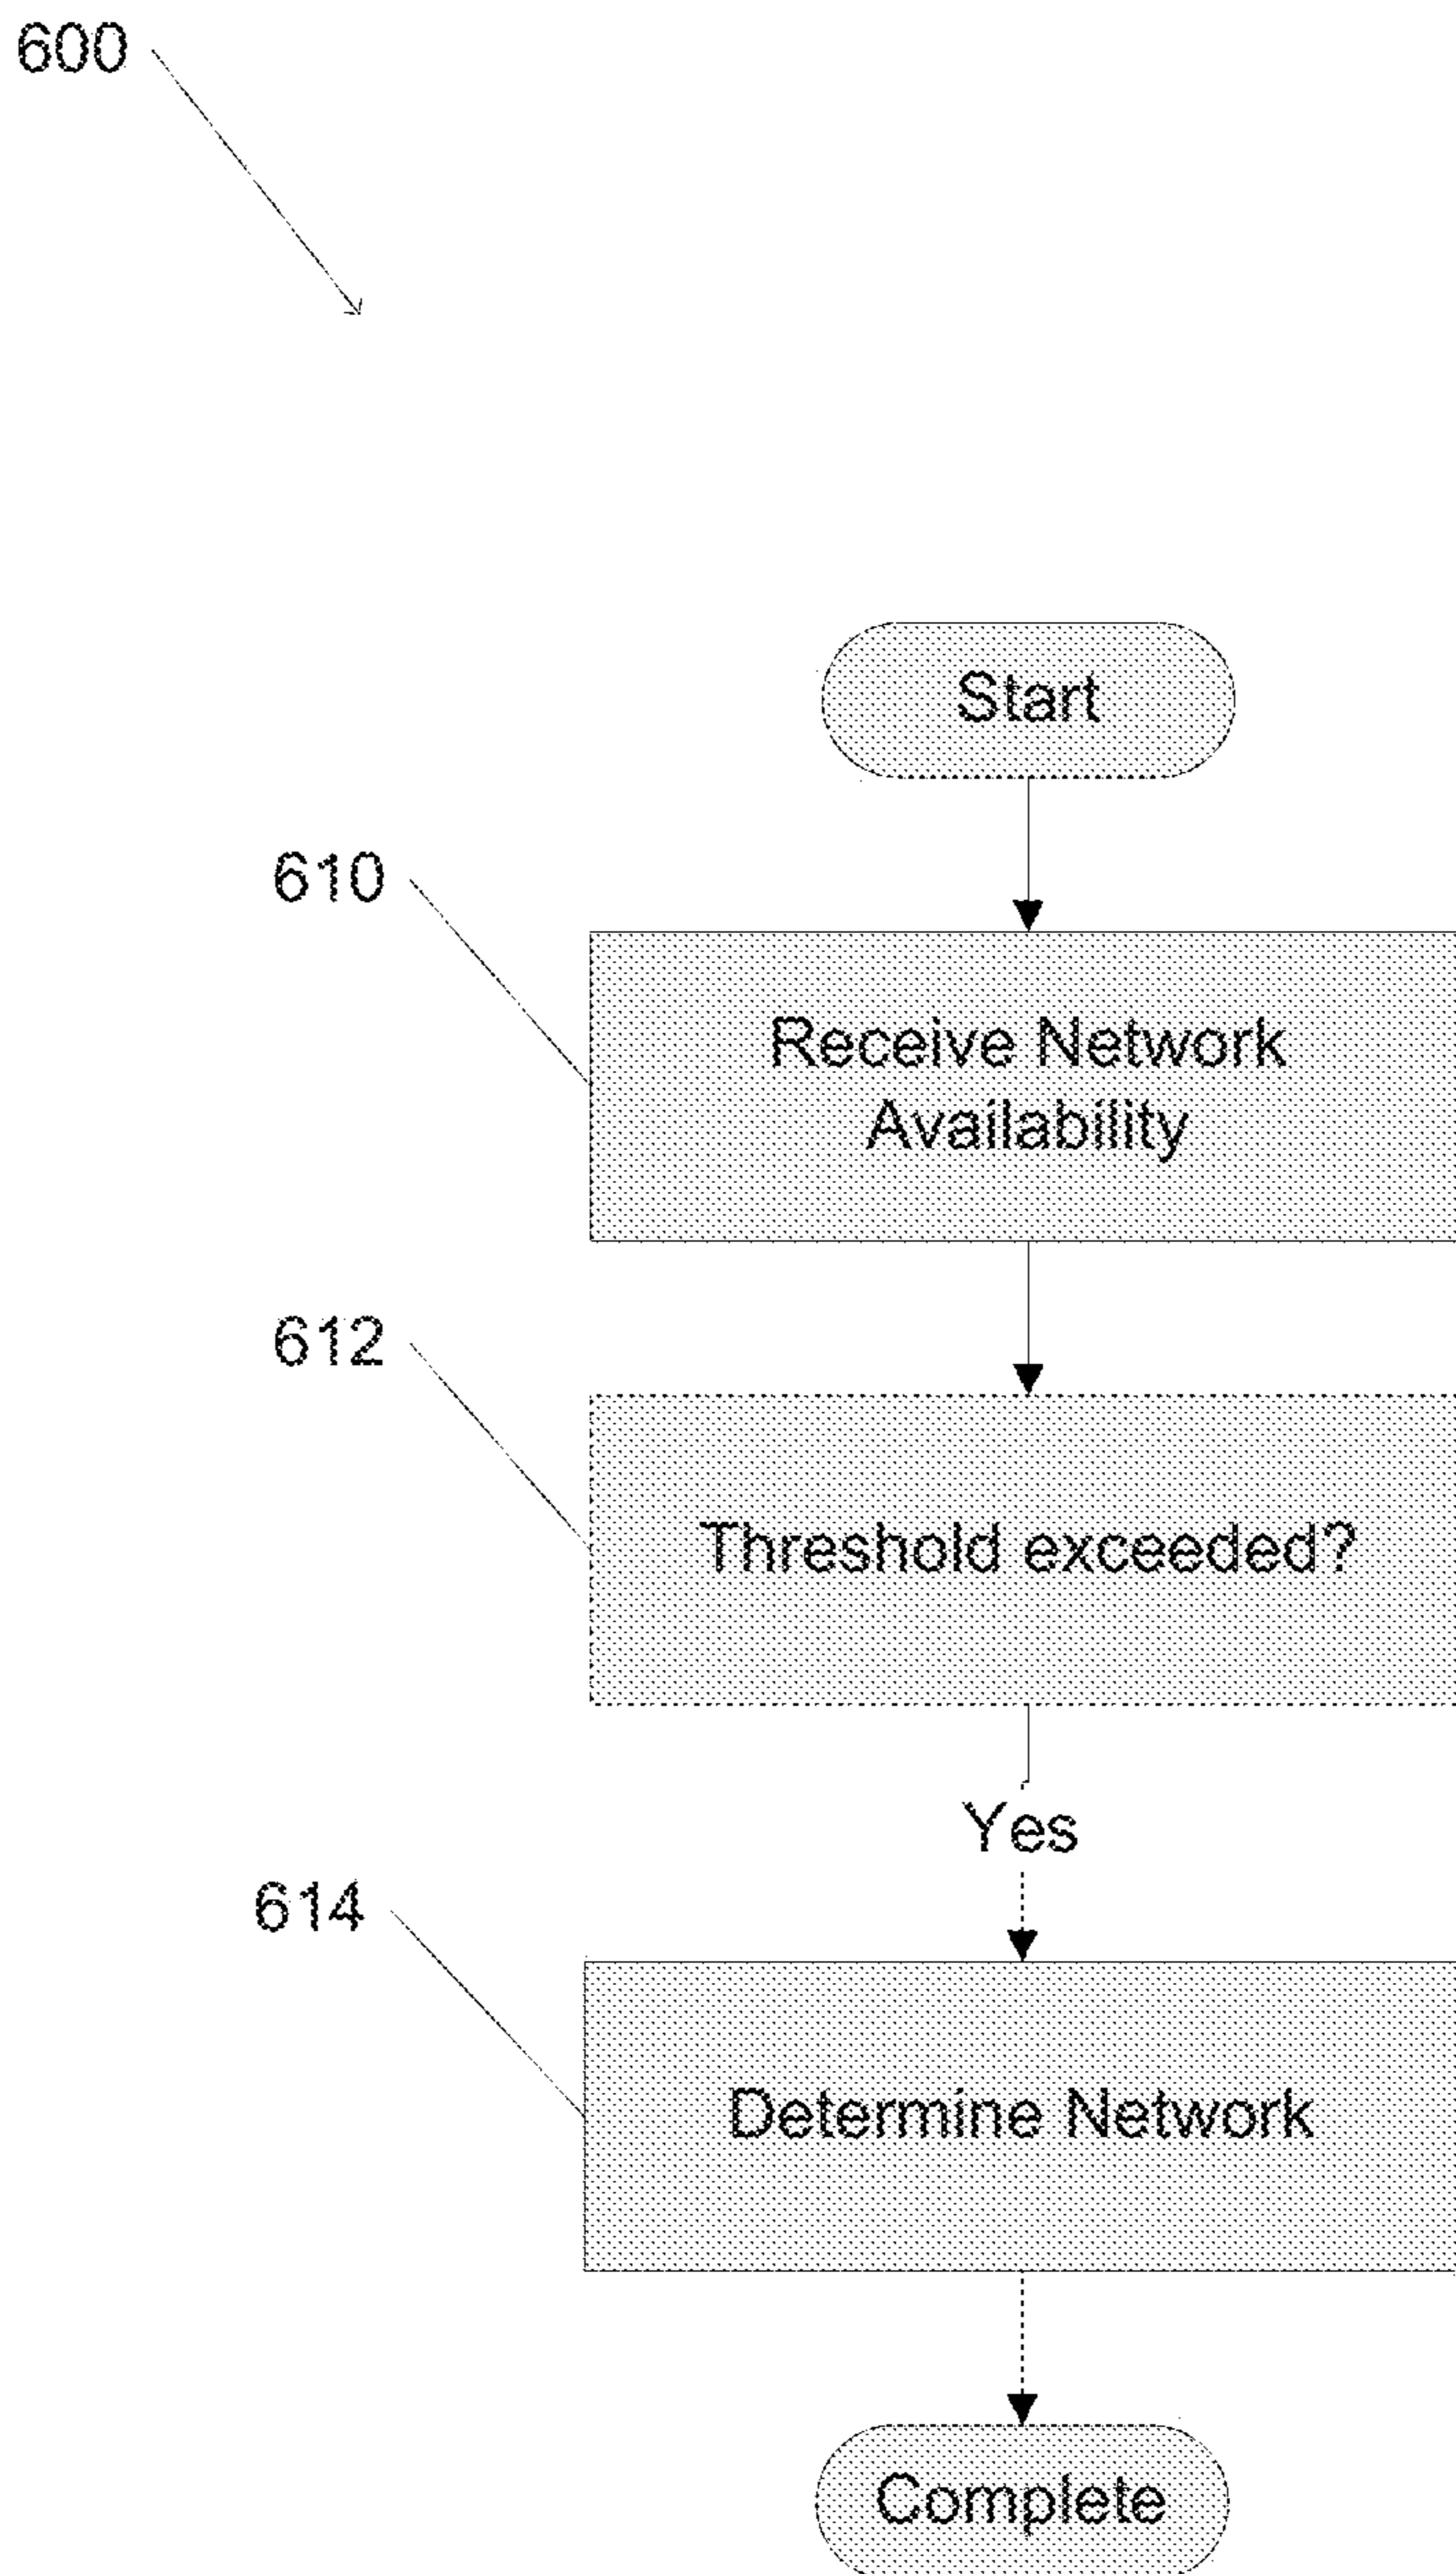 600
Start
610
Receive Network
Availability
612
Threshold exceeded?
Yes
614
Determine Network
Complete